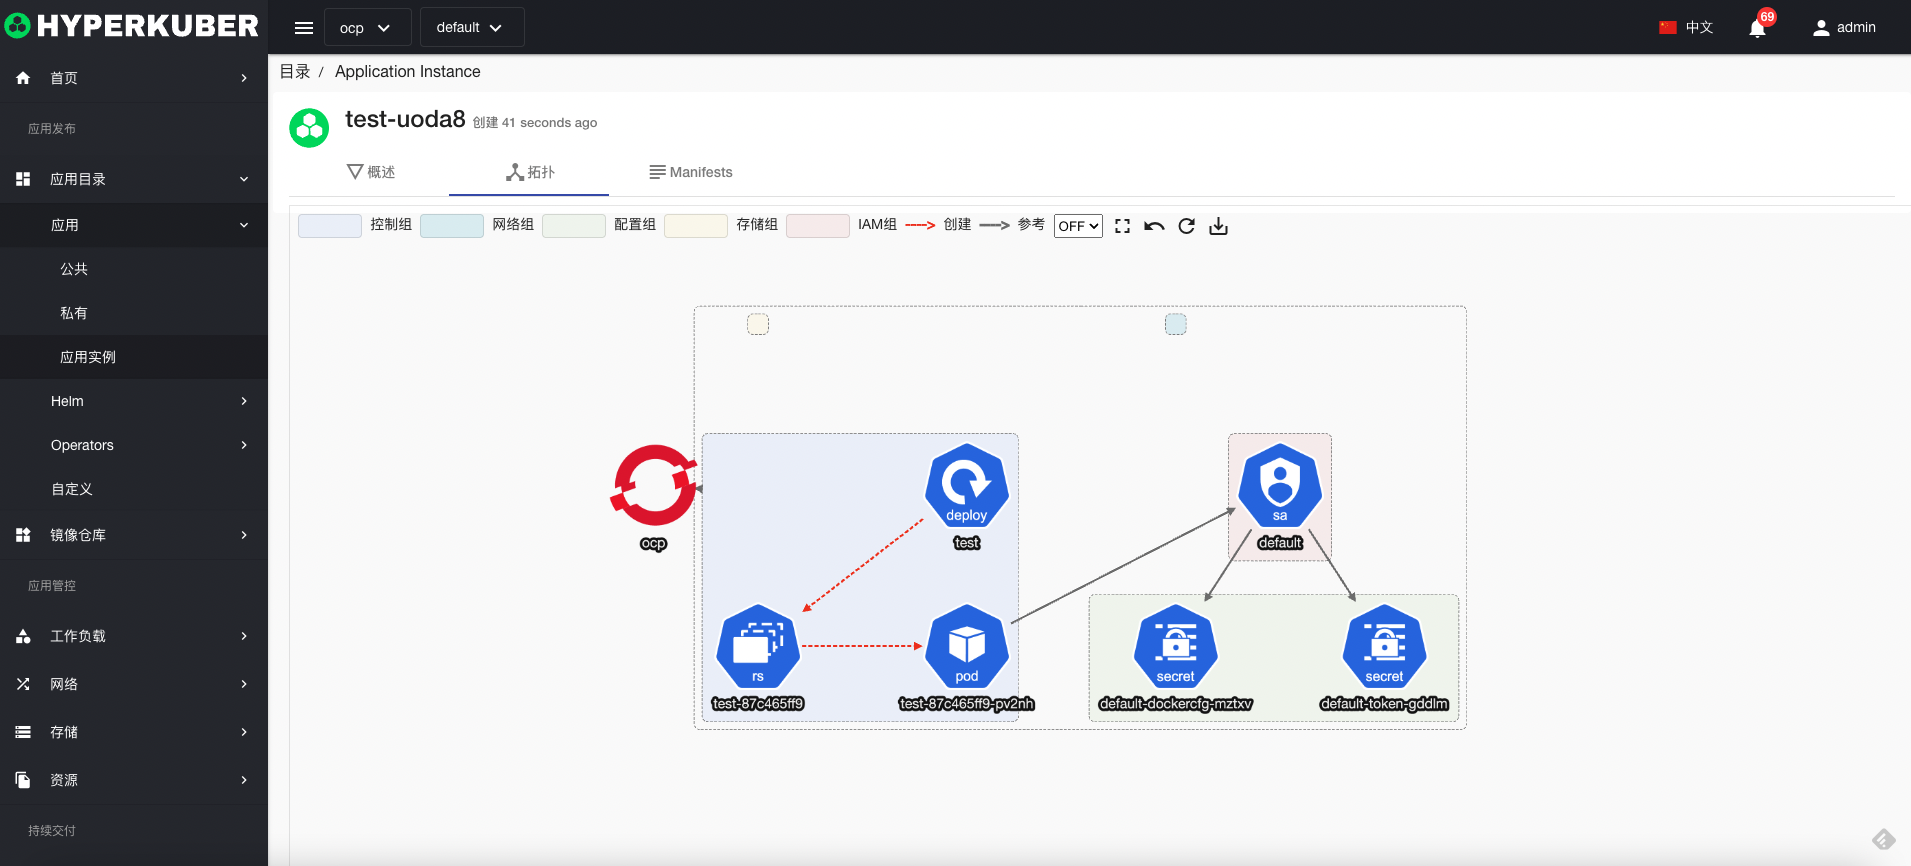 HYPERKUBER
ocp
default
中文
69
admin
首页
应用发布
应用目录
应用
公共
私有
应用实例
Helm
Operators
自定义
镜像仓库
应用管控
工作负载
网络
存储
资源
持续交付
目录 / Application Instance
test-uoda8 创建 41 seconds ago
概述
拓扑
Manifests
控制组
网络组
配置组
存储组
IAM组
创建
参考
OFF
ocp
deploy
test
sa
default
rs
test-87c465ff9
pod
test-87c465ff9-pv2nh
secret
default-dockercfg-mztxv
secret
default-token-gddlm